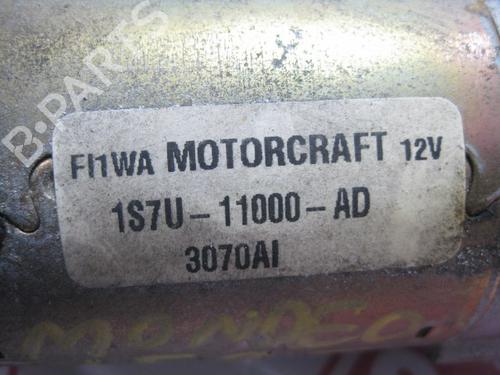 B-PARTS
FI1WA MOTORCRAFT 12V
1S7U-11000-AD
3070AI
MONDEO